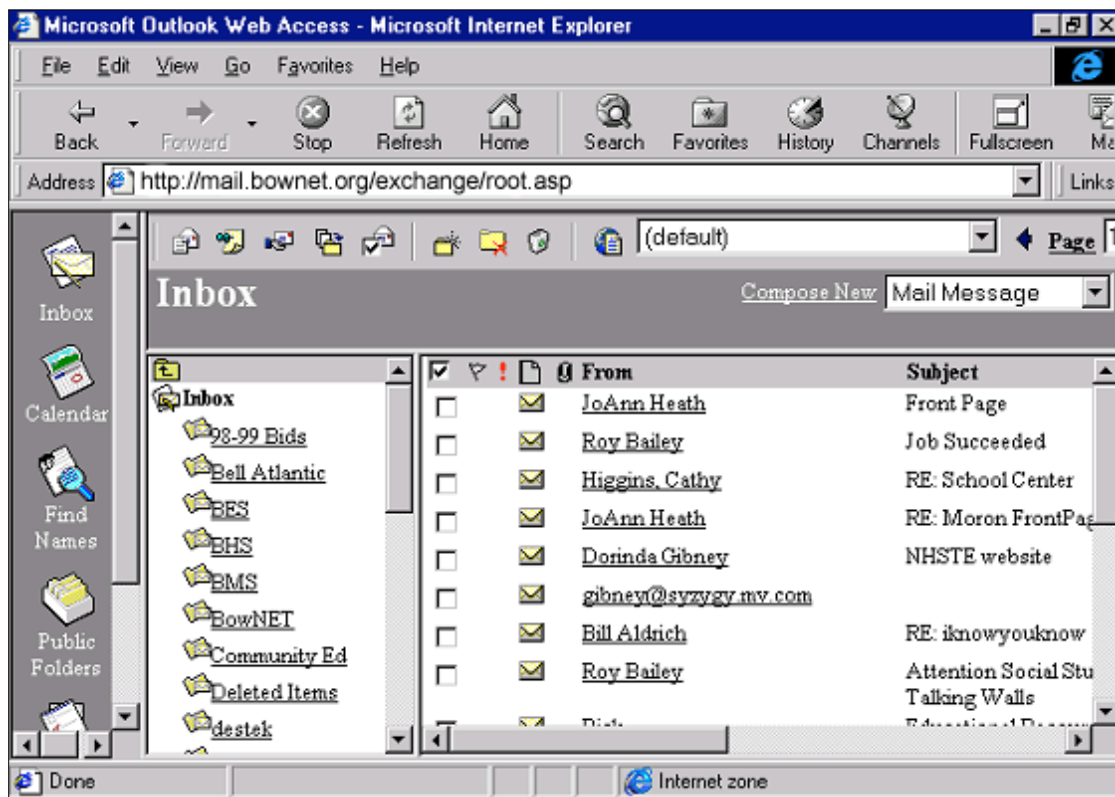 Microsoft Outlook Web Access - Microsoft Internet Explorer
File Edit View Go Favorites Help
Back Forward Stop Refresh Home Search Favorites History Channels Fullscreen
Address http://mail.bownet.org/exchange/root.asp Links
(default) Page
Inbox Compose New Mail Message
Inbox
Calendar
Find
Names
Public
Folders
Inbox
98-99 Bids
Bell Atlantic
BES
BHS
BMS
BowNET
Community Ed
Deleted Items
destek
From Subject
JoAnn Heath Front Page
Roy Bailey Job Succeeded
Higgins, Cathy RE: School Center
JoAnn Heath RE: Moron FrontPag
Dorinda Gibney NHSTE website
gibney@syzygy.mv.com
Bill Aldrich RE: iknowyouknow
Roy Bailey Attention Social Stu
Talking Walls
Done Internet zone